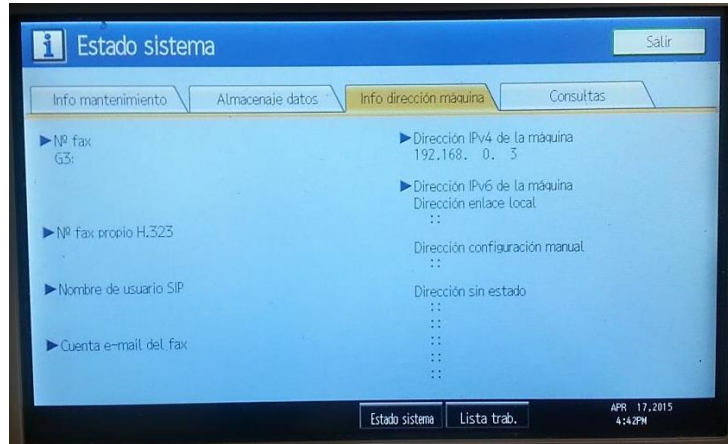 i Estado sistema
Salir
Info mantenimiento
Almacenaje datos
Info dirección máquina
Consultas
►Nº fax
G3:
►Nº fax propio H.323
►Nombre de usuario SIP
►Cuenta e-mail del fax
►Dirección IPv4 de la máquina
192.168. 0. 3
►Dirección IPv6 de la máquina
Dirección enlace local
::
Dirección configuración manual
::
Dirección sin estado
::
::
::
::
::
Estado sistema
Lista trab.
APR 17,2015
4:42PM